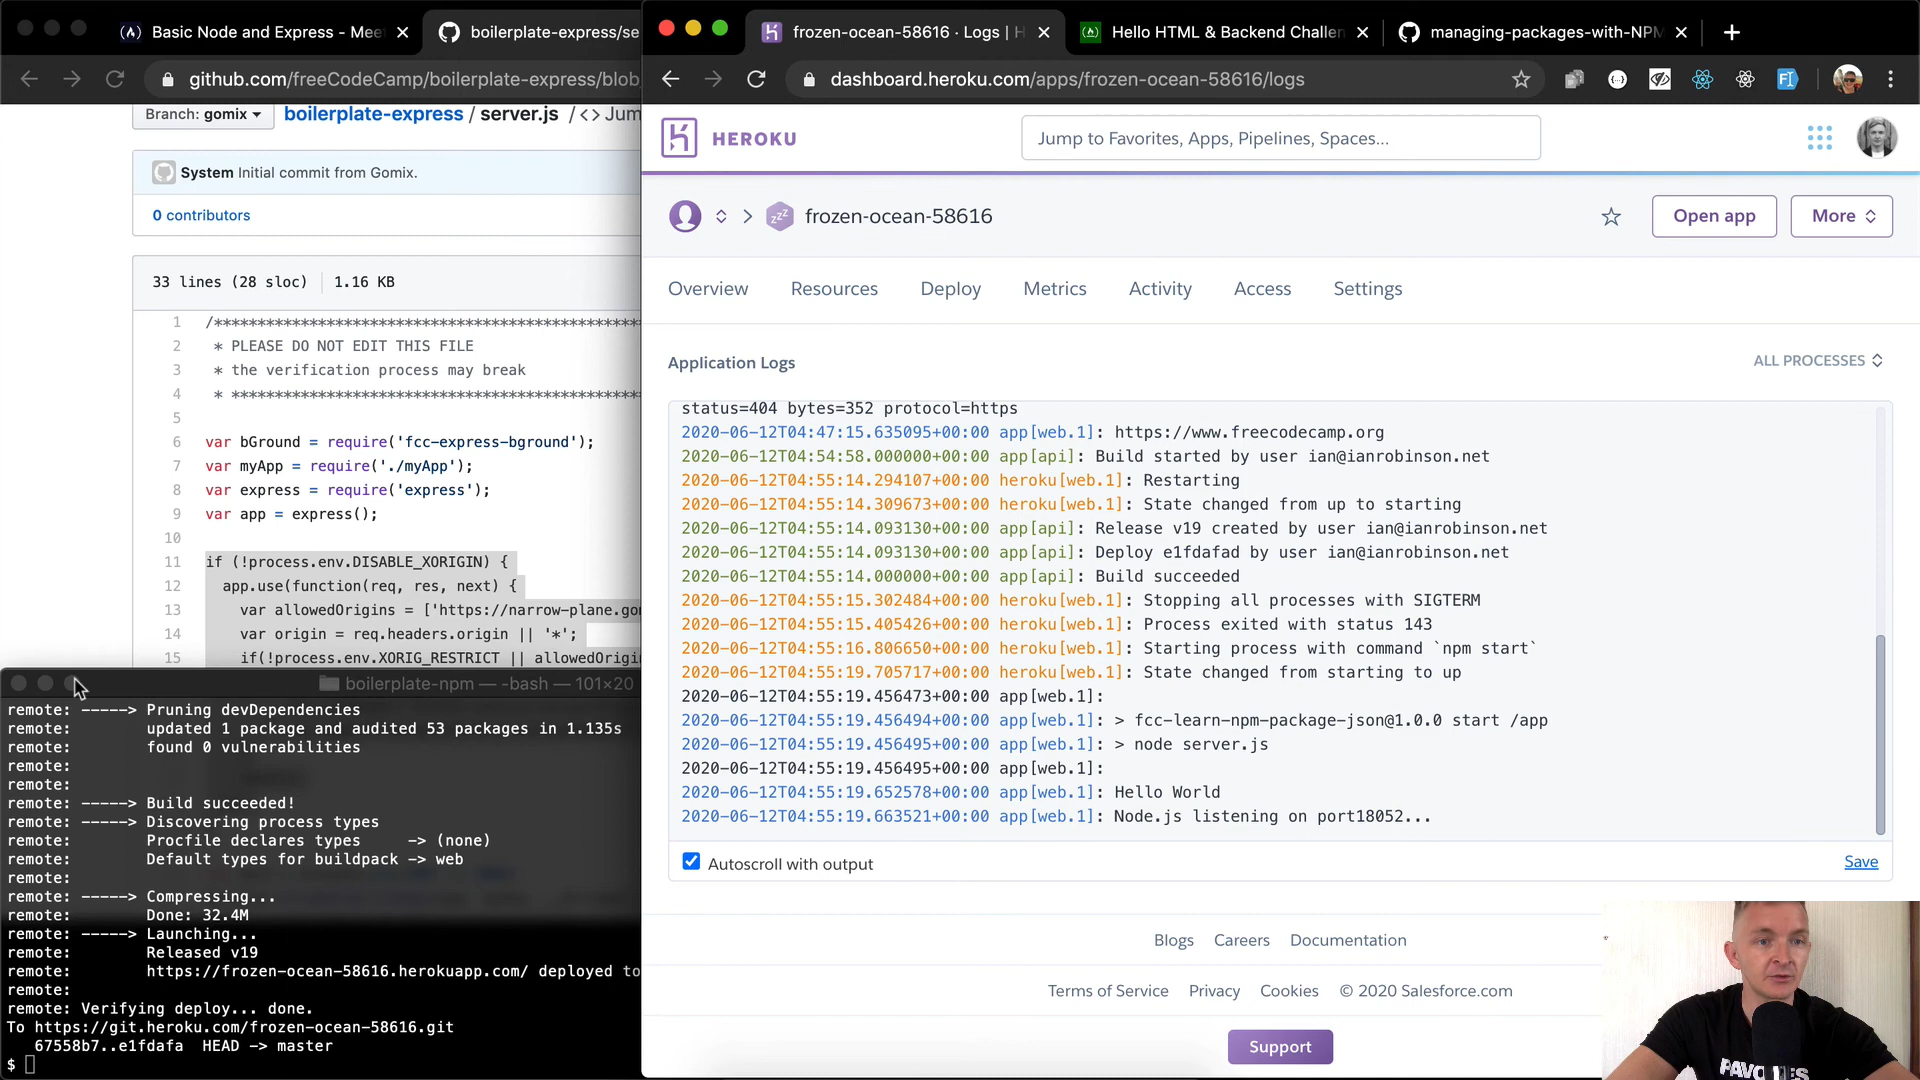 Basic Node and Express - Meet
boilerplate-express/se
github.com/freeCodeCamp/boilerplate-express/blob
Branch: gomix
boilerplate-express / server.js / <> Jum
System Initial commit from Gomix.
0 contributors
33 lines (28 sloc) 1.16 KB
1 /*************************************************
2 * PLEASE DO NOT EDIT THIS FILE
3 * the verification process may break
4 * ***********************************************
5
6 var bGround = require('fcc-express-bground');
7 var myApp = require('./myApp');
8 var express = require('express');
9 var app = express();
10
11 if (!process.env.DISABLE_XORIGIN) {
12 app.use(function(req, res, next) {
13 var allowedOrigins = ['https://narrow-plane.gom
14 var origin = req.headers.origin || '*';
15 if(!process.env.XORIG_RESTRICT || allowedOrigi
boilerplate-npm — -bash — 101×20
remote: -----> Pruning devDependencies
remote: updated 1 package and audited 53 packages in 1.135s
remote: found 0 vulnerabilities
remote:
remote:
remote: -----> Build succeeded!
remote: -----> Discovering process types
remote: Procfile declares types -> (none)
remote: Default types for buildpack -> web
remote:
remote: -----> Compressing...
remote: Done: 32.4M
remote: -----> Launching...
remote: Released v19
remote: https://frozen-ocean-58616.herokuapp.com/ deployed to
remote:
remote: Verifying deploy... done.
To https://git.heroku.com/frozen-ocean-58616.git
67558b7..e1fdafa HEAD -> master
$
frozen-ocean-58616 · Logs | H
Hello HTML & Backend Challen
managing-packages-with-NPM
dashboard.heroku.com/apps/frozen-ocean-58616/logs
HEROKU
Jump to Favorites, Apps, Pipelines, Spaces...
frozen-ocean-58616
Open app
More
Overview Resources Deploy Metrics Activity Access Settings
Application Logs
ALL PROCESSES
status=404 bytes=352 protocol=https
2020-06-12T04:47:15.635095+00:00 app[web.1]: https://www.freecodecamp.org
2020-06-12T04:54:58.000000+00:00 app[api]: Build started by user ian@ianrobinson.net
2020-06-12T04:55:14.294107+00:00 heroku[web.1]: Restarting
2020-06-12T04:55:14.309673+00:00 heroku[web.1]: State changed from up to starting
2020-06-12T04:55:14.093130+00:00 app[api]: Release v19 created by user ian@ianrobinson.net
2020-06-12T04:55:14.093130+00:00 app[api]: Deploy e1fdafad by user ian@ianrobinson.net
2020-06-12T04:55:14.000000+00:00 app[api]: Build succeeded
2020-06-12T04:55:15.302484+00:00 heroku[web.1]: Stopping all processes with SIGTERM
2020-06-12T04:55:15.405426+00:00 heroku[web.1]: Process exited with status 143
2020-06-12T04:55:16.806650+00:00 heroku[web.1]: Starting process with command `npm start`
2020-06-12T04:55:19.705717+00:00 heroku[web.1]: State changed from starting to up
2020-06-12T04:55:19.456473+00:00 app[web.1]:
2020-06-12T04:55:19.456494+00:00 app[web.1]: > fcc-learn-npm-package-json@1.0.0 start /app
2020-06-12T04:55:19.456495+00:00 app[web.1]: > node server.js
2020-06-12T04:55:19.456495+00:00 app[web.1]:
2020-06-12T04:55:19.652578+00:00 app[web.1]: Hello World
2020-06-12T04:55:19.663521+00:00 app[web.1]: Node.js listening on port18052...
Autoscroll with output
Save
Blogs Careers Documentation
Terms of Service Privacy Cookies © 2020 Salesforce.com
Support